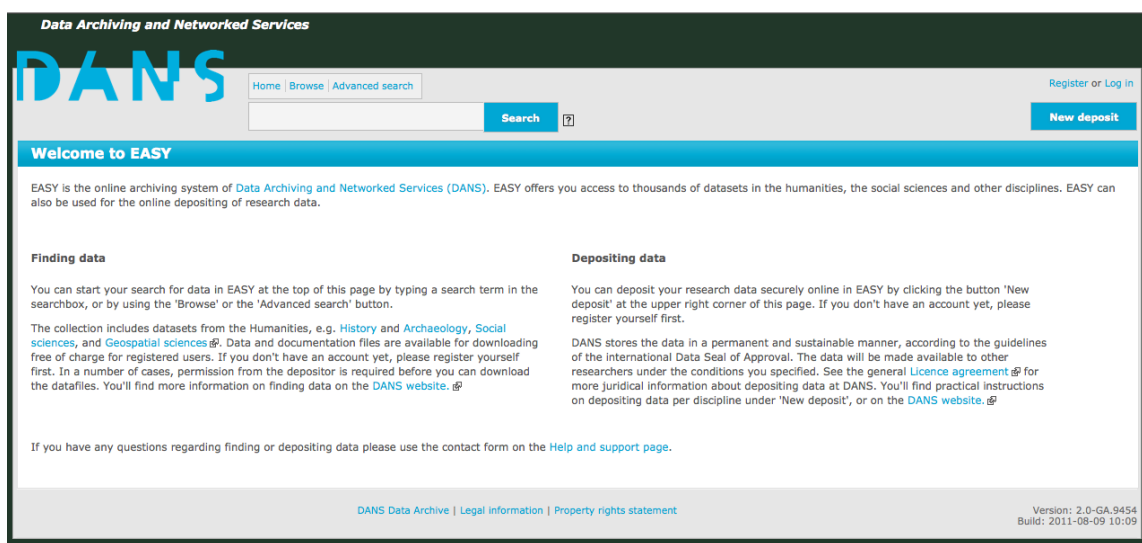 Data Archiving and Networked Services
DANS
Home | Browse | Advanced search
Register or Log in
Search
?
New deposit
Welcome to EASY
EASY is the online archiving system of Data Archiving and Networked Services (DANS). EASY offers you access to thousands of datasets in the humanities, the social sciences and other disciplines. EASY can
also be used for the online depositing of research data.
Finding data
You can start your search for data in EASY at the top of this page by typing a search term in the
searchbox, or by using the 'Browse' or the 'Advanced search' button.
The collection includes datasets from the Humanities, e.g. History and Archaeology, Social
sciences, and Geospatial sciences. Data and documentation files are available for downloading
free of charge for registered users. If you don't have an account yet, please register yourself
first. In a number of cases, permission from the depositor is required before you can download
the datafiles. You'll find more information on finding data on the DANS website.
Depositing data
You can deposit your research data securely online in EASY by clicking the button 'New
deposit' at the upper right corner of this page. If you don't have an account yet, please
register yourself first.
DANS stores the data in a permanent and sustainable manner, according to the guidelines
of the international Data Seal of Approval. The data will be made available to other
researchers under the conditions you specified. See the general Licence agreement for
more juridical information about depositing data at DANS. You'll find practical instructions
on depositing data per discipline under 'New deposit', or on the DANS website.
If you have any questions regarding finding or depositing data please use the contact form on the Help and support page.
DANS Data Archive | Legal information | Property rights statement
Version: 2.0-GA.9454
Build: 2011-08-09 10:09